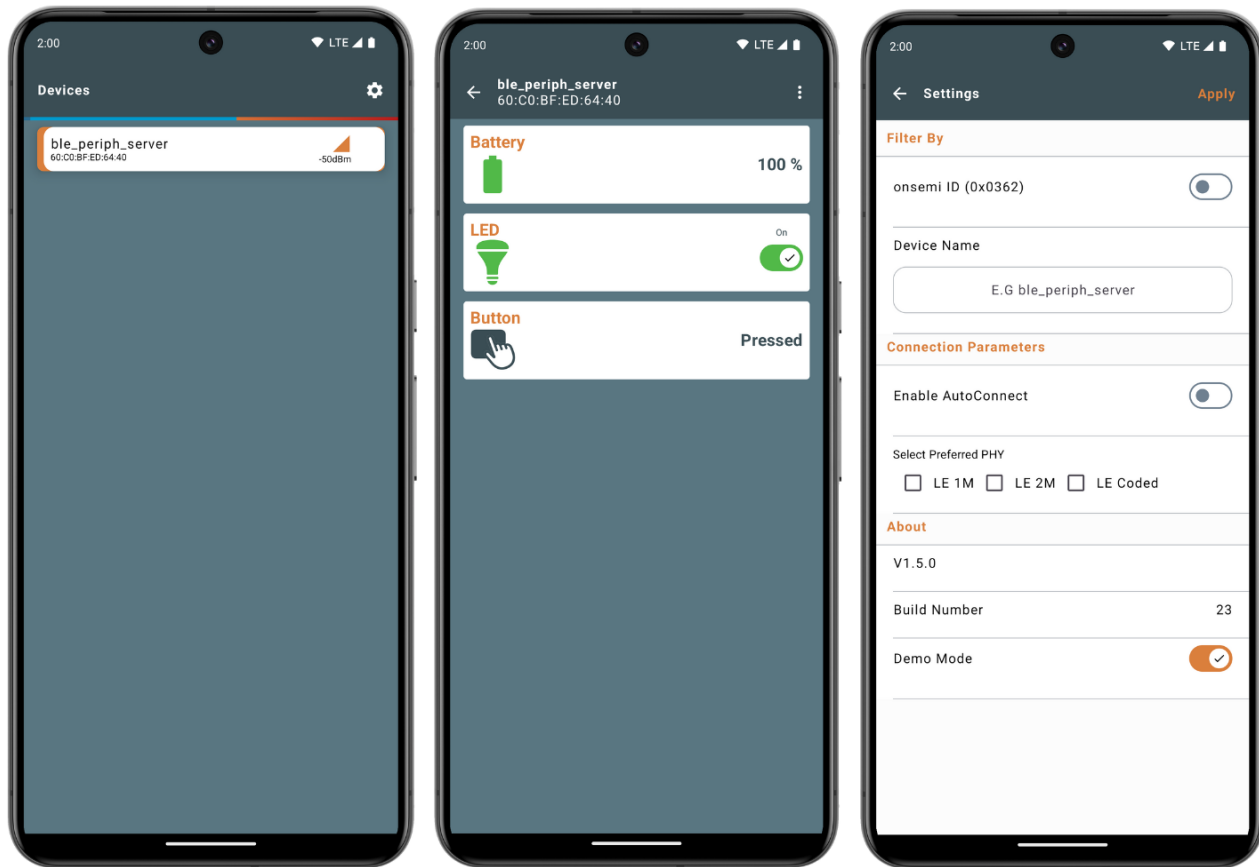 2:00
LTE
Devices
ble_periph_server
60:C0:BF:ED:64:40
-50dBm
2:00
LTE
ble_periph_server
60:C0:BF:ED:64:40
Battery
100 %
LED
On
Button
Pressed
2:00
LTE
Settings
Apply
Filter By
onsemi ID (0x0362)
Device Name
E.G ble_periph_server
Connection Parameters
Enable AutoConnect
Select Preferred PHY
LE 1M LE 2M LE Coded
About
V1.5.0
Build Number 23
Demo Mode